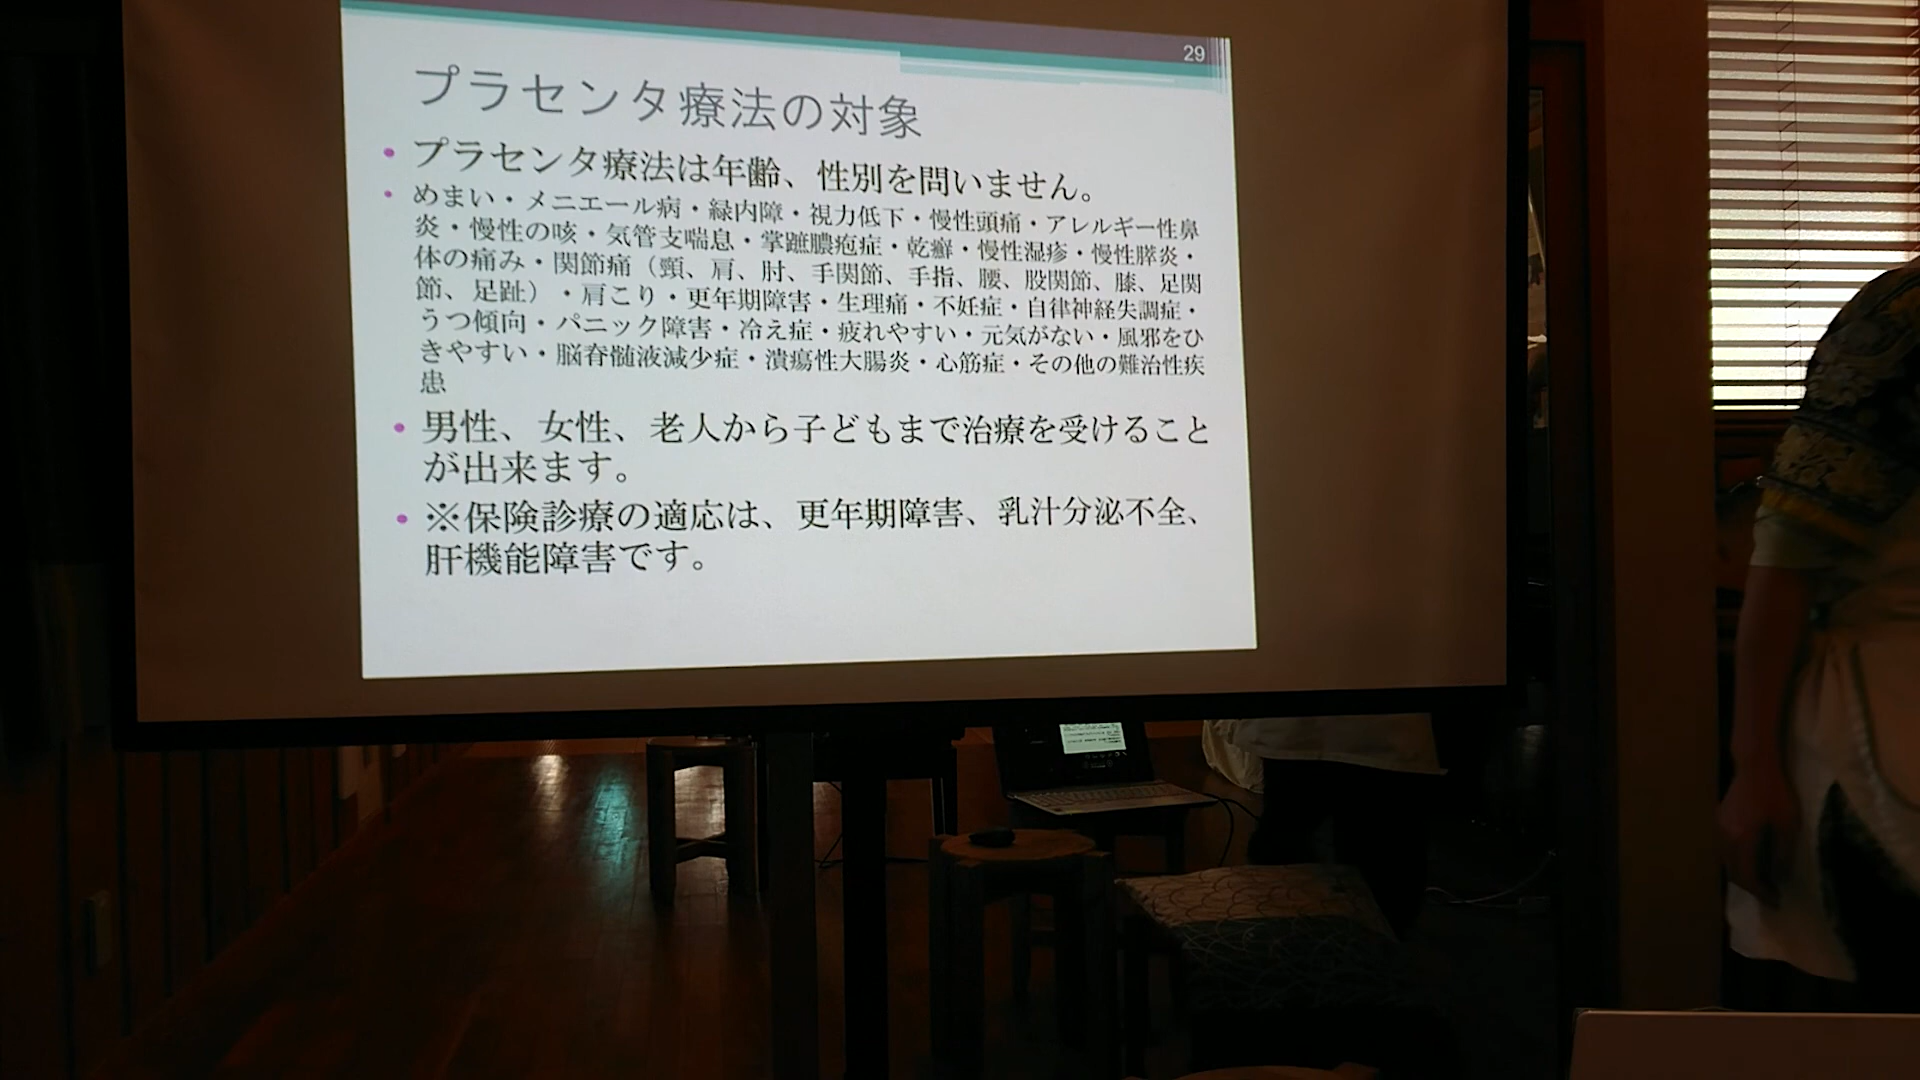 29
プラセンタ療法の対象
• プラセンタ療法は年齢、性別を問いません。
• めまい・メニエール病・緑内障・視力低下・慢性頭痛・アレルギー性鼻
炎・慢性の咳・気管支喘息・掌蹠膿疱症・乾癬・慢性湿疹・慢性膵炎・
体の痛み・関節痛（頸、肩、肘、手関節、手指、腰、股関節、膝、足関
節、足趾）・肩こり・更年期障害・生理痛・不妊症・自律神経失調症・
うつ傾向・パニック障害・冷え症・疲れやすい・元気がない・風邪をひ
きやすい・脳脊髄液減少症・潰瘍性大腸炎・心筋症・その他の難治性疾
患
• 男性、女性、老人から子どもまで治療を受けること
が出来ます。
• ※保険診療の適応は、更年期障害、乳汁分泌不全、
肝機能障害です。